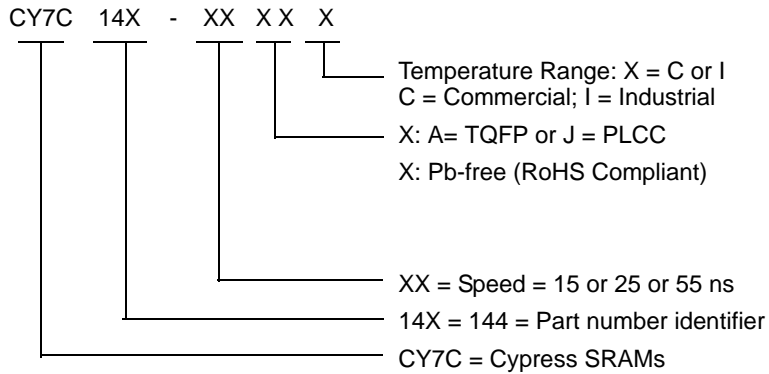 CY7C 14X - XX X X X
Temperature Range: X = C or I
C = Commercial; I = Industrial
X: A= TQFP or J = PLCC
X: Pb-free (RoHS Compliant)
XX = Speed = 15 or 25 or 55 ns
14X = 144 = Part number identifier
CY7C = Cypress SRAMs